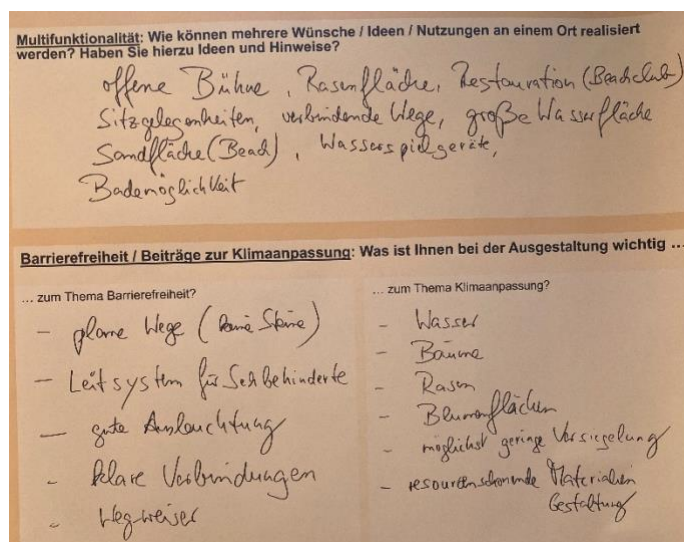 Multifunktionalität: Wie können mehrere Wünsche / Ideen / Nutzungen an einem Ort realisiert
werden? Haben Sie hierzu Ideen und Hinweise?
offene Bühne, Rasenfläche, Restauration (Beachclub)
Sitzgelegenheiten, verbindende Wege, große Wasserfläche
Sandfläche (Beach), Wasserspielgeräte,
Bademöglichkeit
Barrierefreiheit / Beiträge zur Klimaanpassung: Was ist Ihnen bei der Ausgestaltung wichtig ...
... zum Thema Barrierefreiheit?
- plane Wege (keine Steine)
- Leitsystem für Sehbehinderte
- gute Ausleuchtung
- klare Verbindungen
- Wegweiser
... zum Thema Klimaanpassung?
- Wasser
- Bäume
- Rasen
- Blumenflächen
- möglichst geringe Versiegelung
- resourenschonende Materialien
Gestaltung